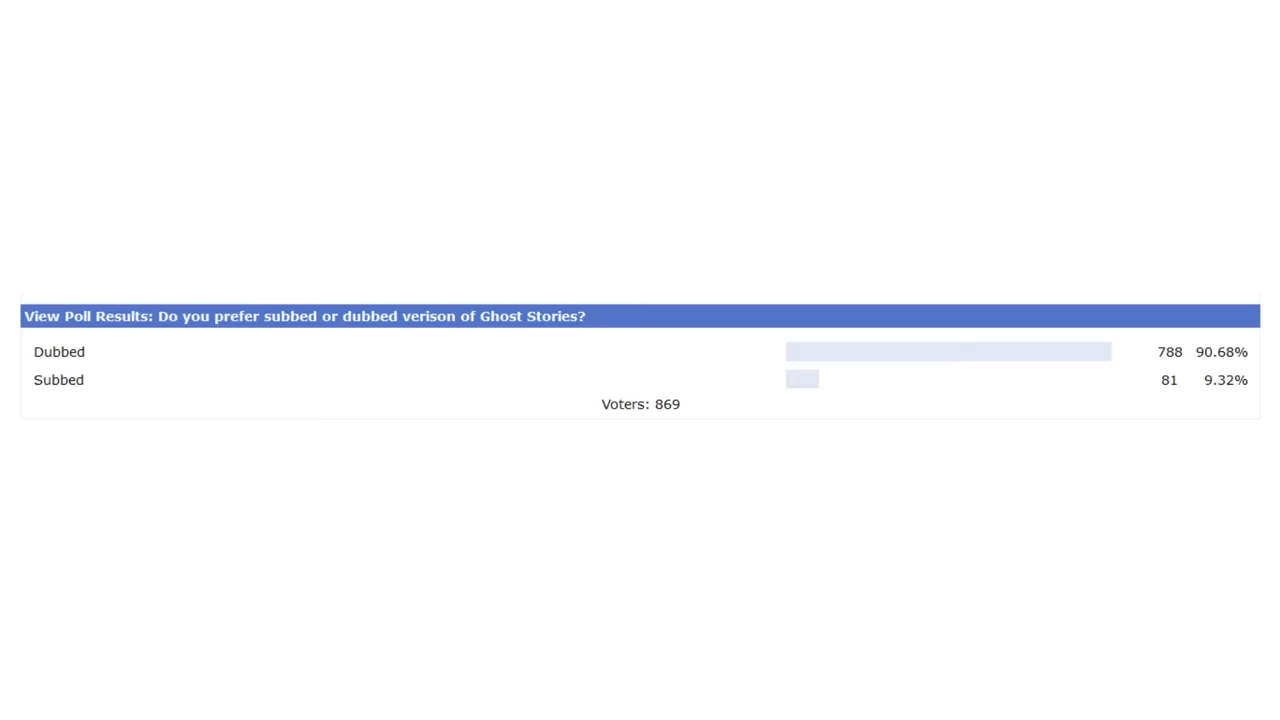 View Poll Results: Do you prefer subbed or dubbed verison of Ghost Stories?
Dubbed 788 90.68%
Subbed 81 9.32%
Voters: 869